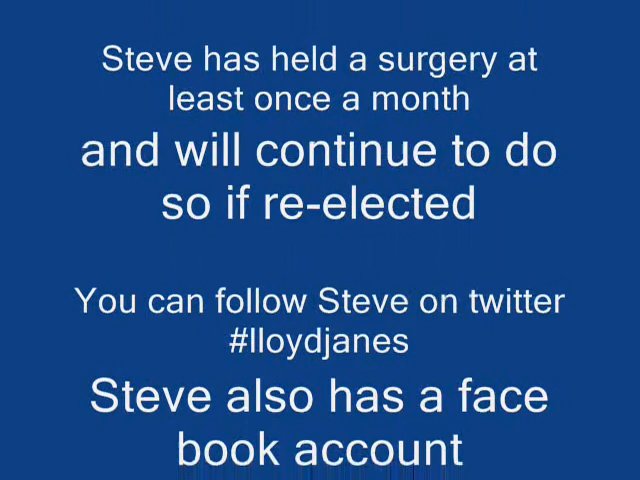 Steve has held a surgery at
least once a month
and will continue to do
so if re-elected
You can follow Steve on twitter
#lloydjanes
Steve also has a face
book account